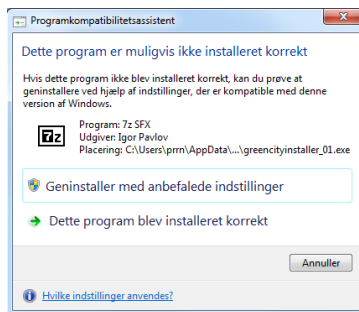 Programkompatibilitetsassistent
Dette program er muligvis ikke installeret korrekt
Hvis dette program ikke blev installeret korrekt, kan du prøve at
geninstallere ved hjælp af indstillinger, der er kompatible med denne
version af Windows.
7z
Program: 7z SFX
Udgiver: Igor Pavlov
Placering: C:\Users\prrn\AppData\...\greencityinstaller_01.exe
Geninstaller med anbefalede indstillinger
Dette program blev installeret korrekt
Annuller
Hvilke indstillinger anvendes?